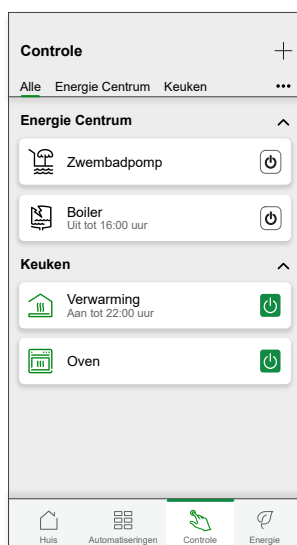 Controle
Alle Energie Centrum Keuken
Energie Centrum
Zwembadpomp
Boiler
Uit tot 16:00 uur
Keuken
Verwarming
Aan tot 22:00 uur
Oven
Huis Automatiseringen Controle Energie